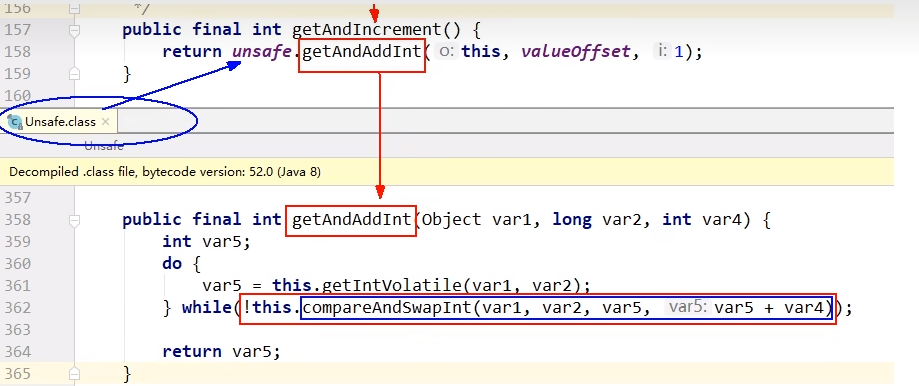 156 */
157 public final int getAndIncrement() {
158 return unsafe.getAndAddInt( o: this, valueOffset, i: 1);
159 }
160
Unsafe.class ×
Unsafe
Decompiled .class file, bytecode version: 52.0 (Java 8)
357
358 public final int getAndAddInt(Object var1, long var2, int var4) {
359 int var5;
360 do {
361 var5 = this.getIntVolatile(var1, var2);
362 } while(!this.compareAndSwapInt(var1, var2, var5, var5: var5 + var4));
363
364 return var5;
365 }